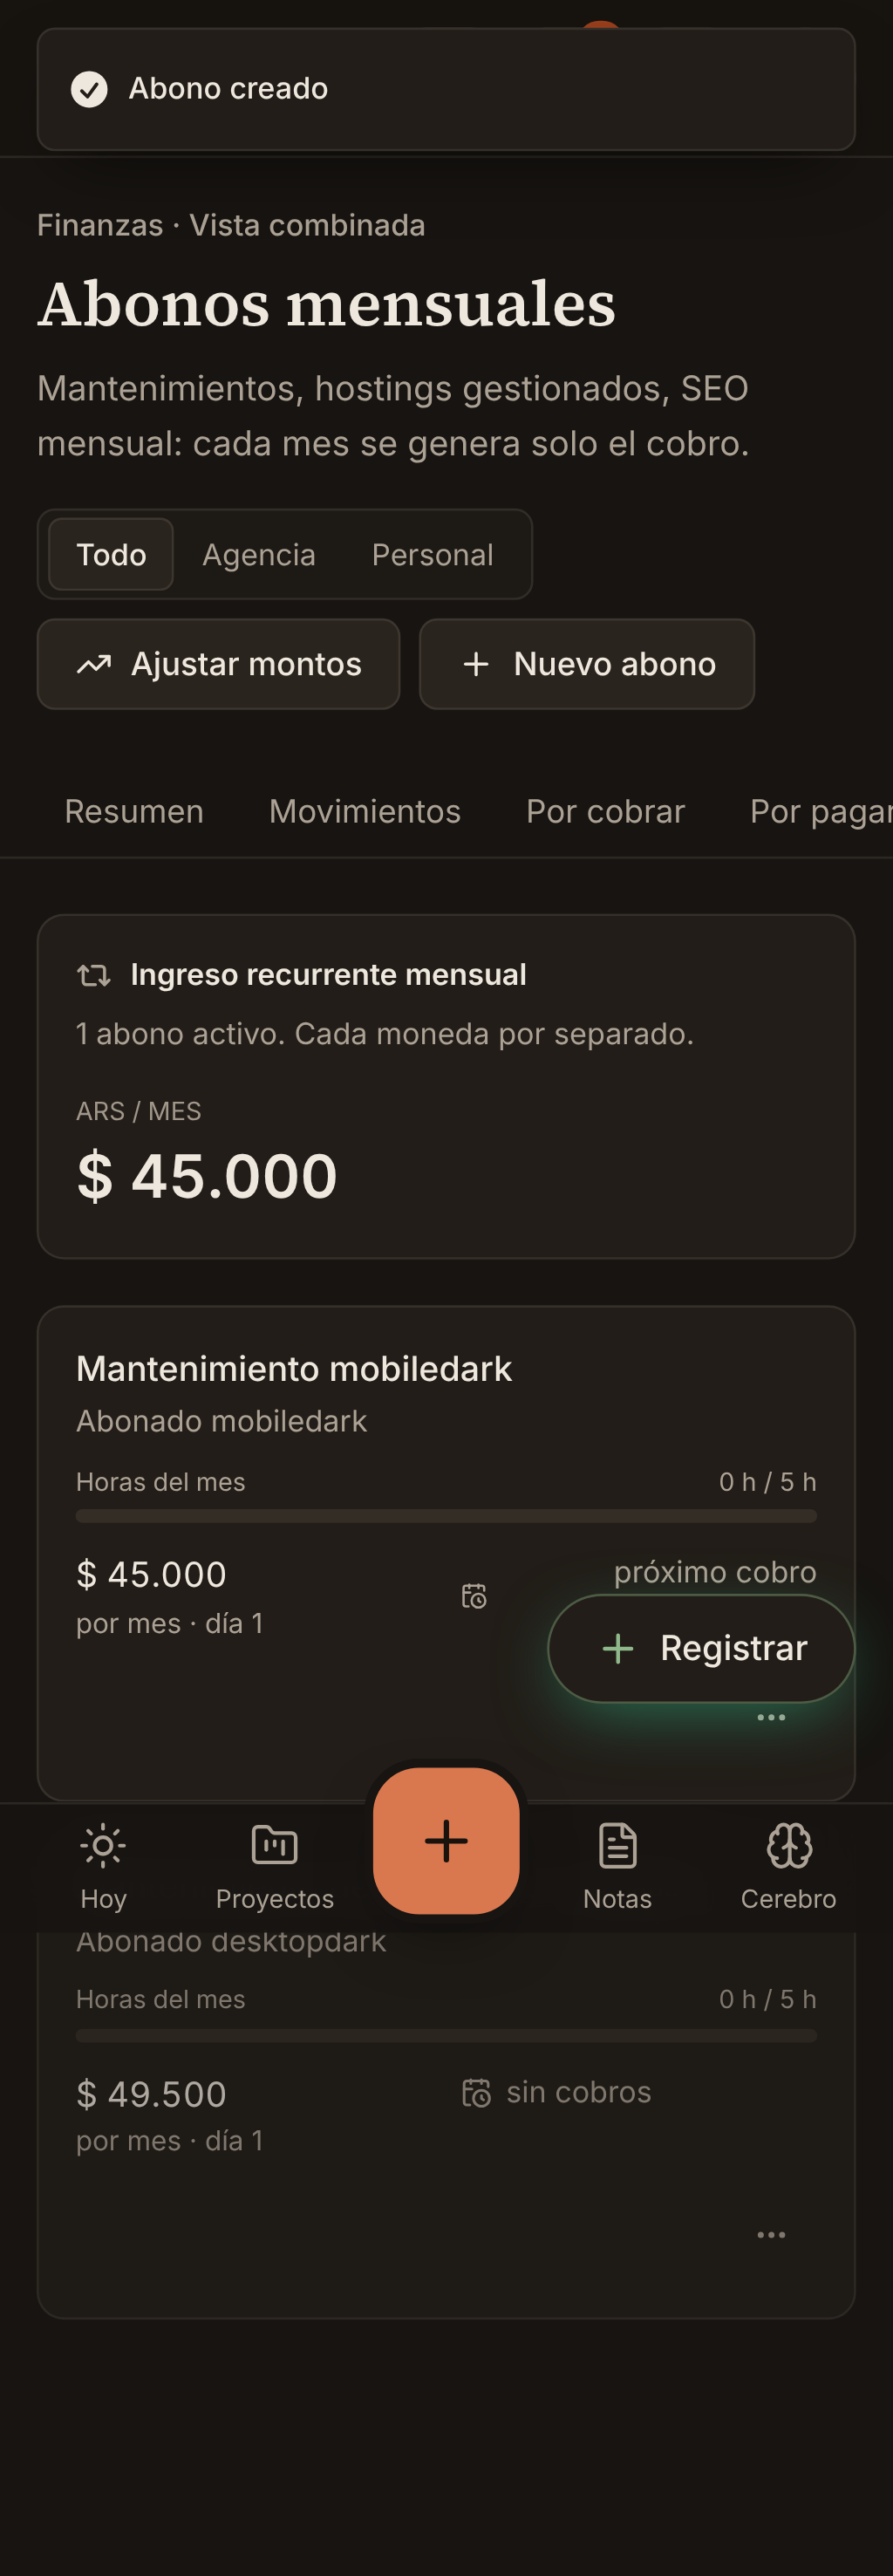 Abono creado
Finanzas · Vista combinada
Abonos mensuales
Mantenimientos, hostings gestionados, SEO
mensual: cada mes se genera solo el cobro.
Todo
Agencia
Personal
Ajustar montos
Nuevo abono
Resumen
Movimientos
Por cobrar
Por pagar
Ingreso recurrente mensual
1 abono activo. Cada moneda por separado.
ARS / MES
$ 45.000
Mantenimiento mobiledark
Abonado mobiledark
Horas del mes
0 h / 5 h
$ 45.000
próximo cobro
por mes · día 1
Registrar
Hoy
Proyectos
Notas
Cerebro
Abonado desktopdark
Horas del mes
0 h / 5 h
$ 49.500
sin cobros
por mes · día 1